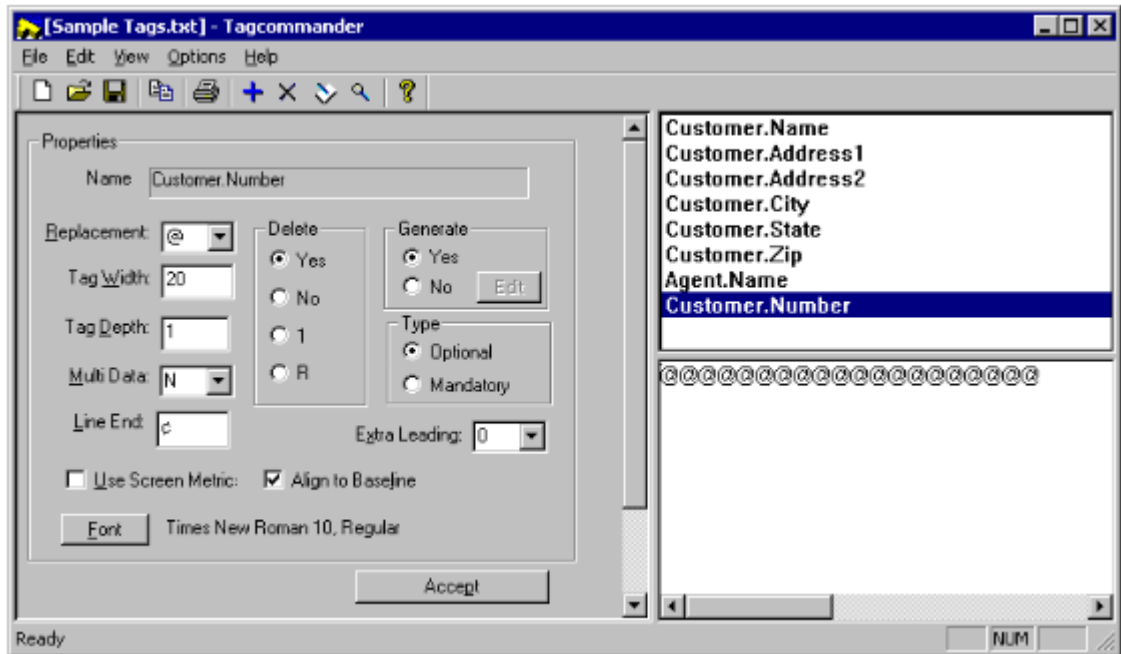 [Sample Tags.txt] - Tagcommander
File Edit View Options Help
Properties
Name Customer.Number
Replacement: @
Tag Width: 20
Tag Depth: 1
Multi Data: N
Line End: ¢
Delete
Yes
No
1
R
Generate
Yes
No Edit
Type
Optional
Mandatory
Extra Leading: 0
Use Screen Metric: Align to Baseline
Font Times New Roman 10, Regular
Accept
Customer.Name
Customer.Address1
Customer.Address2
Customer.City
Customer.State
Customer.Zip
Agent.Name
Customer.Number
@@@@@@@@@@@@@@@@@@@@
Ready NUM